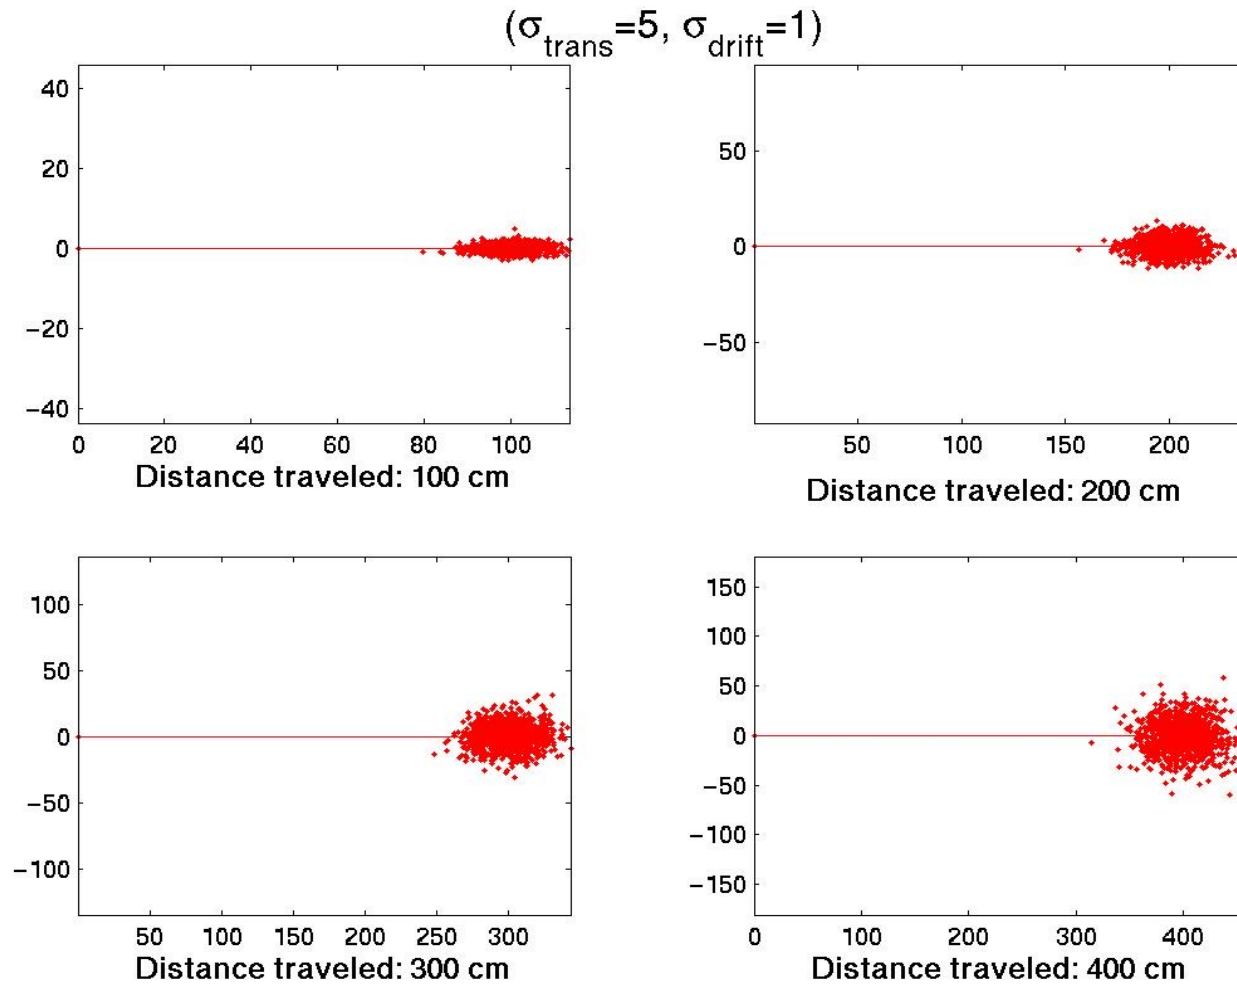 (σtrans=5, σdrift=1)
40
20
0
−20
−40
0 20 40 60 80 100
Distance traveled: 100 cm
50
0
−50
50 100 150 200
Distance traveled: 200 cm
100
50
0
−50
−100
50 100 150 200 250 300
Distance traveled: 300 cm
150
100
50
0
−50
−100
−150
0 100 200 300 400
Distance traveled: 400 cm